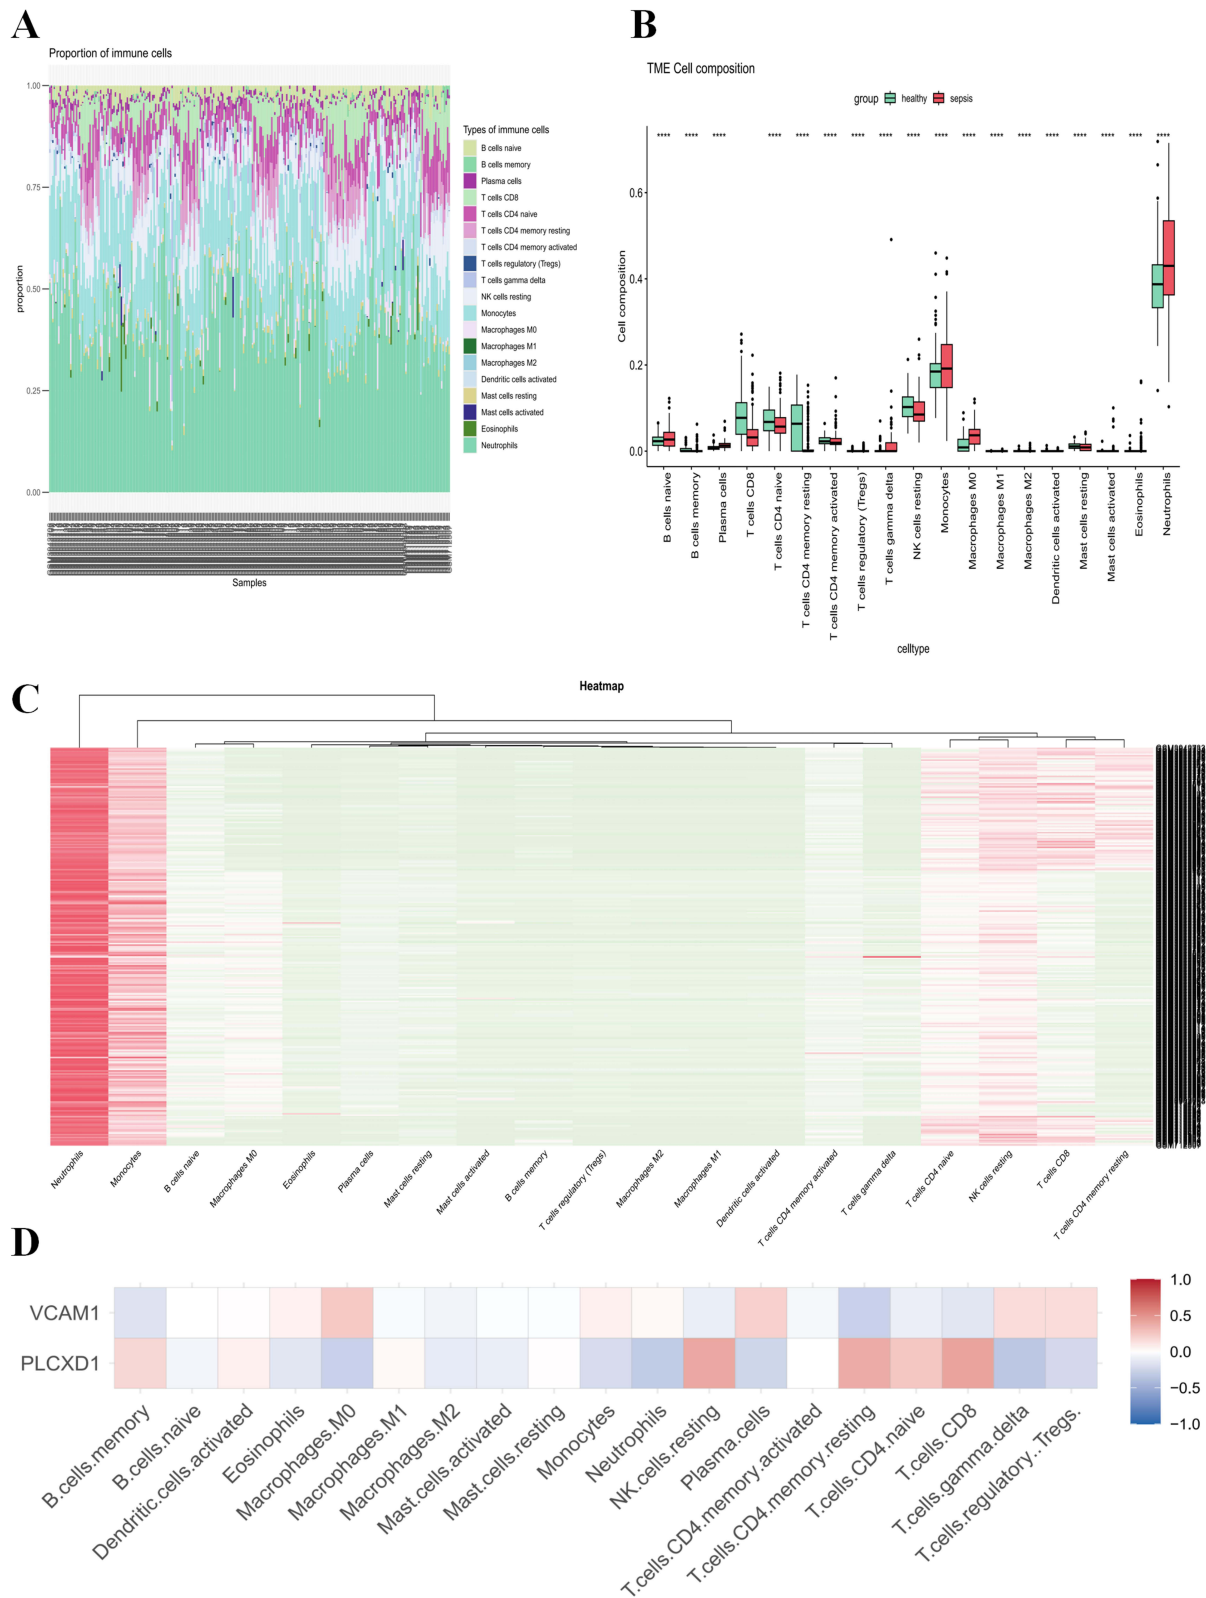 A
Proportion of immune cells
1.00
0.75
0.50
0.25
0.00
proportion
Samples
Types of immune cells
B cells naive
B cells memory
Plasma cells
T cells CD8
T cells CD4 naive
T cells CD4 memory resting
T cells CD4 memory activated
T cells regulatory (Tregs)
T cells gamma delta
NK cells resting
Monocytes
Macrophages M0
Macrophages M1
Macrophages M2
Dendritic cells activated
Mast cells resting
Mast cells activated
Eosinophils
Neutrophils
B
TME Cell composition
group healthy sepsis
**** **** **** **** **** **** **** **** **** **** **** **** **** **** **** **** **** ****
0.6
0.4
0.2
0.0
Cell composition
B cells naive
B cells memory
Plasma cells
T cells CD8
T cells CD4 naive
T cells CD4 memory resting
T cells CD4 memory activated
T cells regulatory (Tregs)
T cells gamma delta
NK cells resting
Monocytes
Macrophages M0
Macrophages M1
Macrophages M2
Dendritic cells activated
Mast cells resting
Mast cells activated
Eosinophils
Neutrophils
celltype
C
Heatmap
Neutrophils
Monocytes
B cells naive
Macrophages M0
Eosinophils
Plasma cells
Mast cells resting
Mast cells activated
B cells memory
T cells regulatory (Tregs)
Macrophages M2
Macrophages M1
Dendritic cells activated
T cells CD4 memory activated
T cells gamma delta
T cells CD4 naive
NK cells resting
T cells CD8
T cells CD4 memory resting
D
VCAM1
PLCXD1
B.cells.memory
B.cells.naive
Dendritic.cells.activated
Eosinophils
Macrophages.M0
Macrophages.M1
Macrophages.M2
Mast.cells.activated
Mast.cells.resting
Monocytes
Neutrophils
NK.cells.resting
Plasma.cells
T.cells.CD4.memory.activated
T.cells.CD4.memory.resting
T.cells.CD4.naive
T.cells.CD8
T.cells.gamma.delta
T.cells.regulatory..Tregs.
1.0
0.5
0.0
−0.5
−1.0